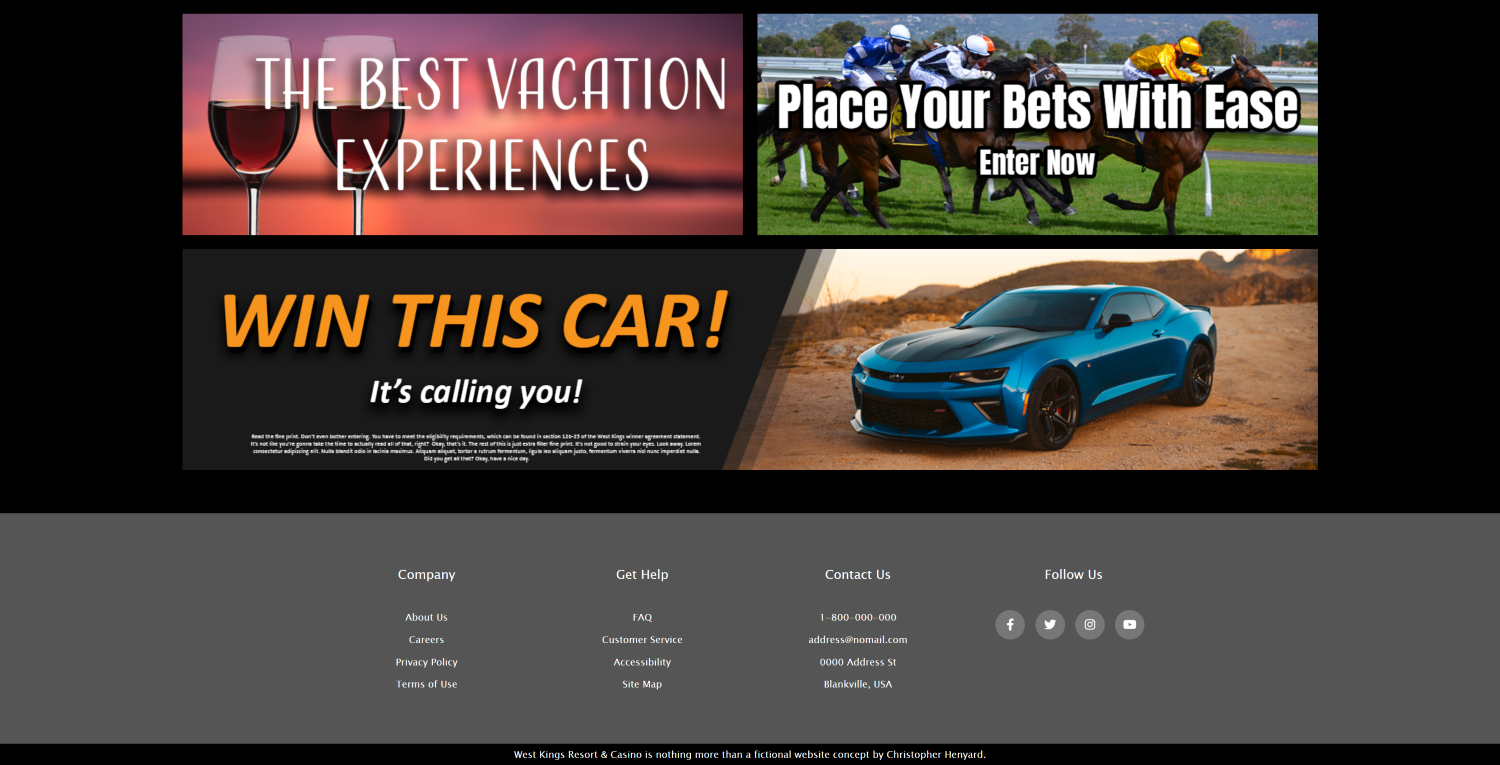 THE BEST VACATION
EXPERIENCES
Place Your Bets With Ease
Enter Now
WIN THIS CAR!
It's calling you!
Read the fine print. Don't even bother entering. You have to meet the eligibility requirements, which can be found in section 12b-25 of the West Kings winner agreement statement.
It's not like you're gonna take the time to actually read all of that, right? Okay, that's it. The rest of this is just extra filler fine print. It's not good to strain your eyes. Look away. Lorem
consectetur adipiscing elit. Nulla blandit odio in lacinia maximus. Aliquam aliquet, tortor a rutrum fermentum, ligula leo aliquam justo, fermentum viverra nisl nunc imperdiet nulla.
Did you get all that? Okay, have a nice day.
Company
About Us
Careers
Privacy Policy
Terms of Use
Get Help
FAQ
Customer Service
Accessibility
Site Map
Contact Us
1-800-000-000
address@nomail.com
0000 Address St
Blankville, USA
Follow Us
West Kings Resort & Casino is nothing more than a fictional website concept by Christopher Henyard.